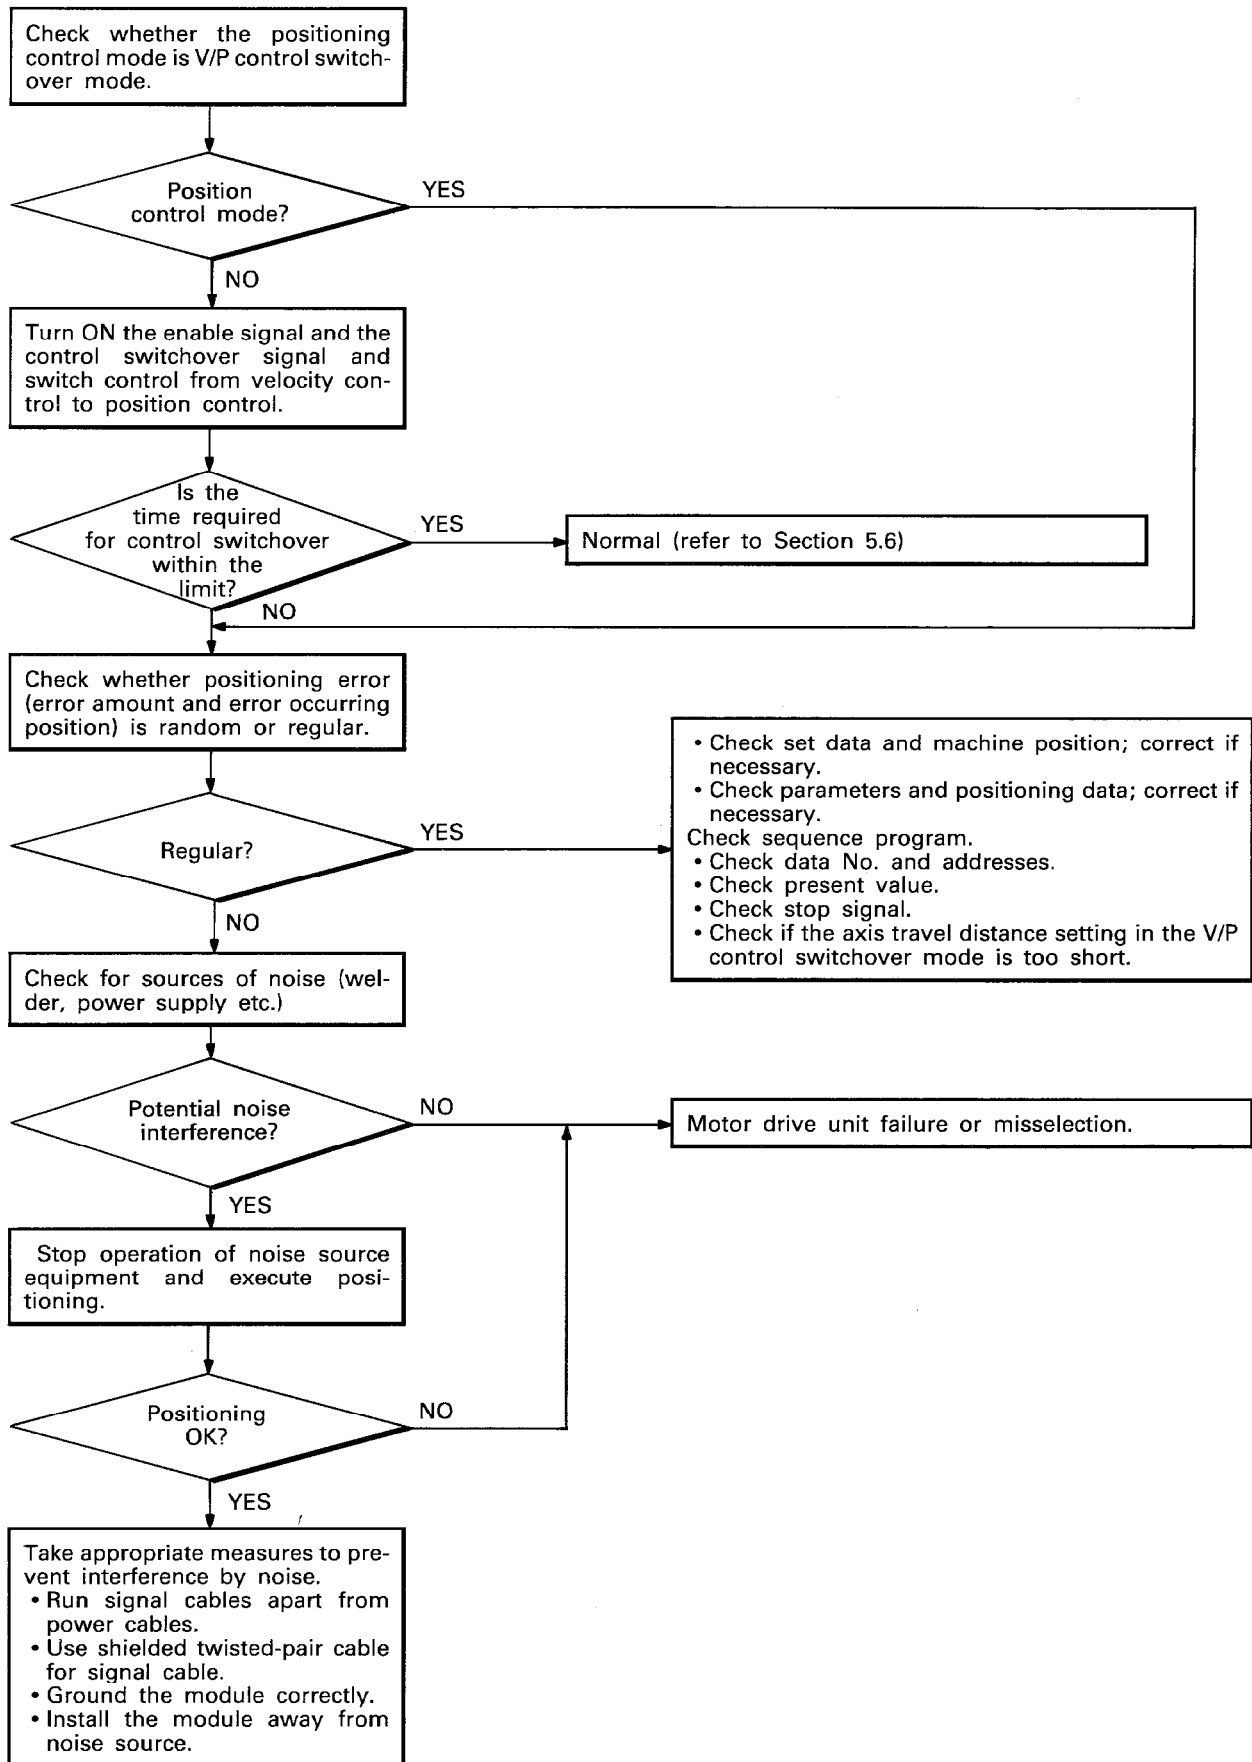 Check whether the positioning
control mode is V/P control switch-
over mode.
Position
control mode?
YES
NO
Turn ON the enable signal and the
control switchover signal and
switch control from velocity con-
trol to position control.
Is the
time required
for control switchover
within the
limit?
YES
Normal (refer to Section 5.6)
NO
Check whether positioning error
(error amount and error occurring
position) is random or regular.
Regular?
YES
• Check set data and machine position; correct if
necessary.
• Check parameters and positioning data; correct if
necessary.
Check sequence program.
• Check data No. and addresses.
• Check present value.
• Check stop signal.
• Check if the axis travel distance setting in the V/P
control switchover mode is too short.
NO
Check for sources of noise (wel-
der, power supply etc.)
Potential noise
interference?
NO
Motor drive unit failure or misselection.
YES
Stop operation of noise source
equipment and execute posi-
tioning.
Positioning
OK?
NO
YES
Take appropriate measures to pre-
vent interference by noise.
• Run signal cables apart from
power cables.
• Use shielded twisted-pair cable
for signal cable.
• Ground the module correctly.
• Install the module away from
noise source.